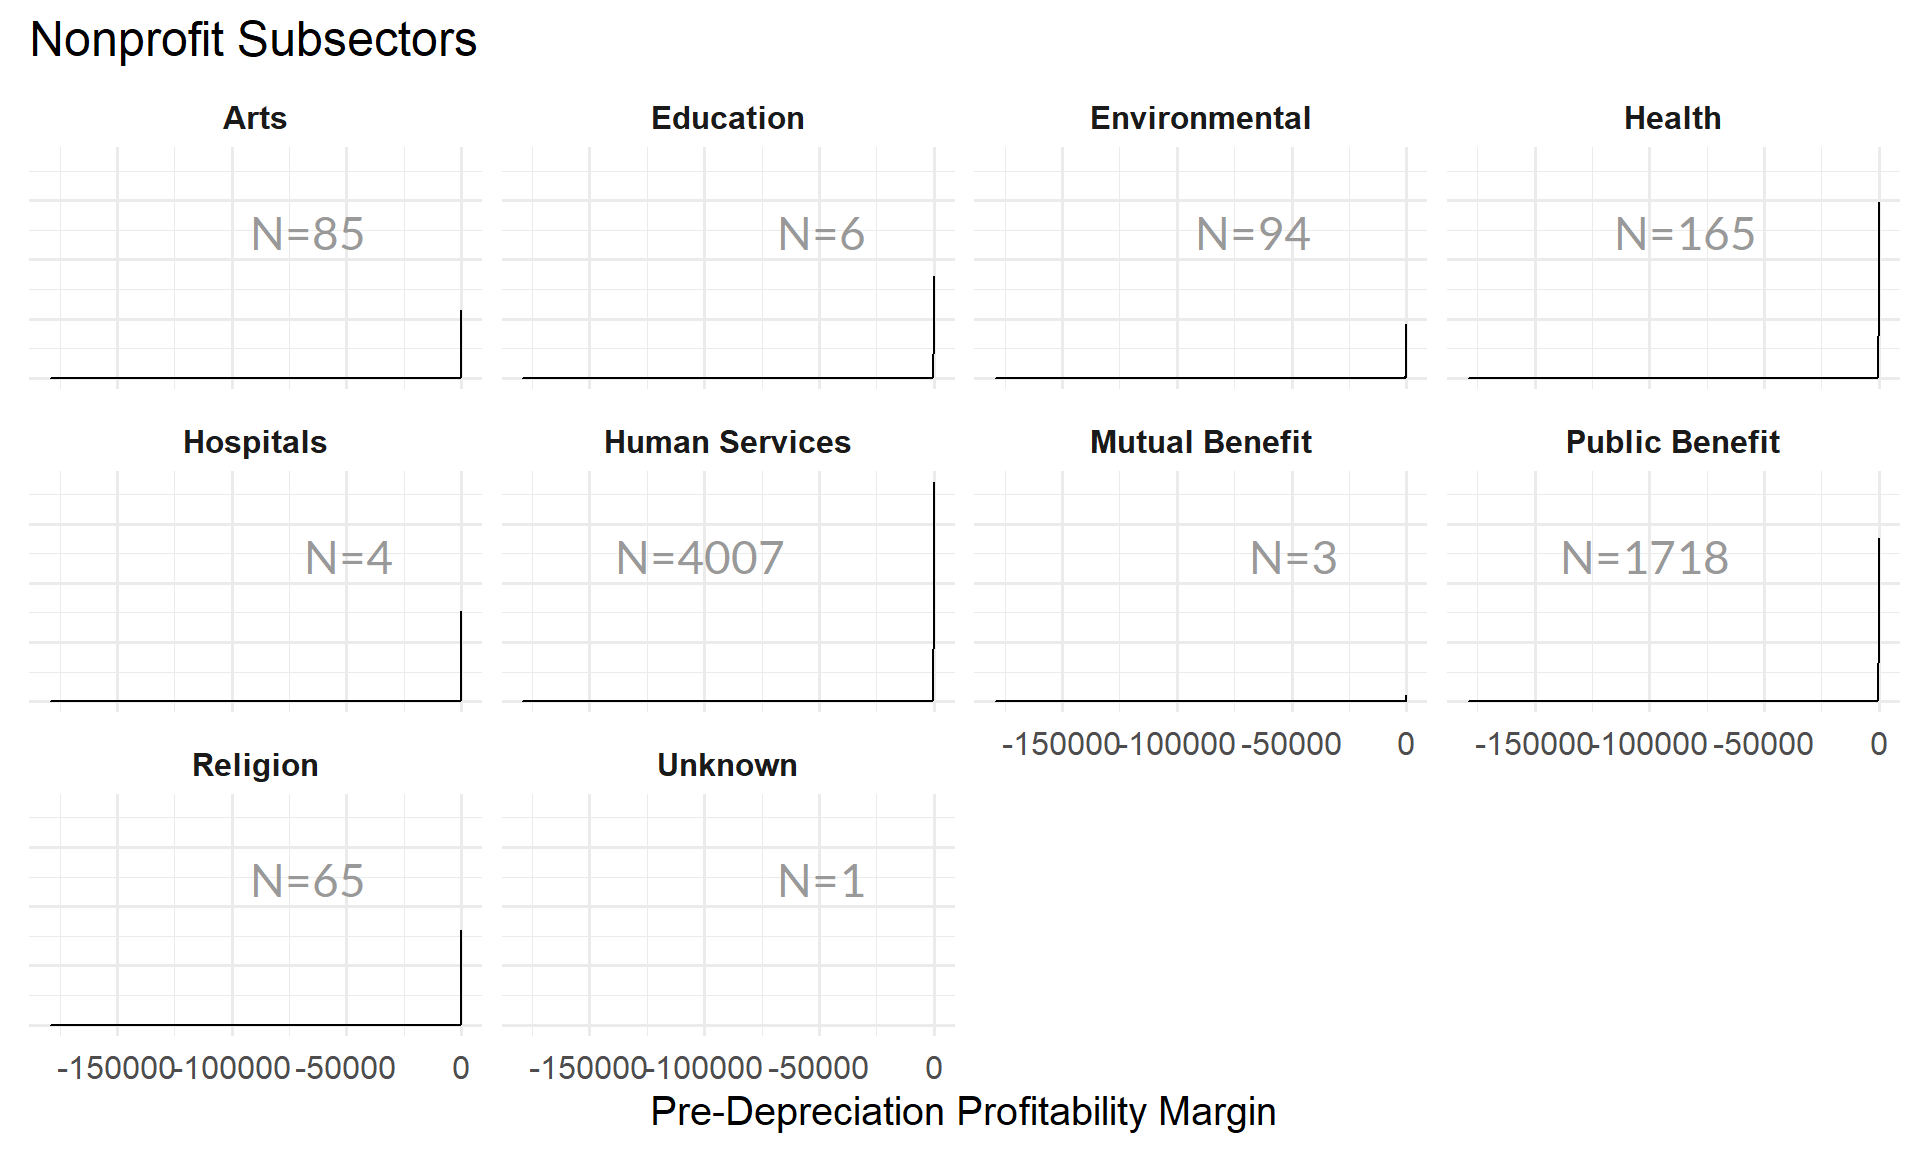 Nonprofit Subsectors
Arts Education Environmental Health
N=85 N=6 N=94 N=165
Hospitals Human Services Mutual Benefit Public Benefit
N=4 N=4007 N=3 N=1718
-150000 -100000 -50000 0 -150000 -100000 -50000 0
Religion Unknown
N=65 N=1
-150000 -100000 -50000 0 -150000 -100000 -50000 0
Pre-Depreciation Profitability Margin